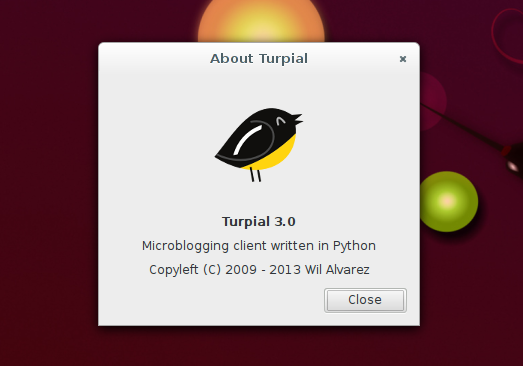 About Turpial
Turpial 3.0
Microblogging client written in Python
Copyleft (C) 2009 - 2013 Wil Alvarez
Close